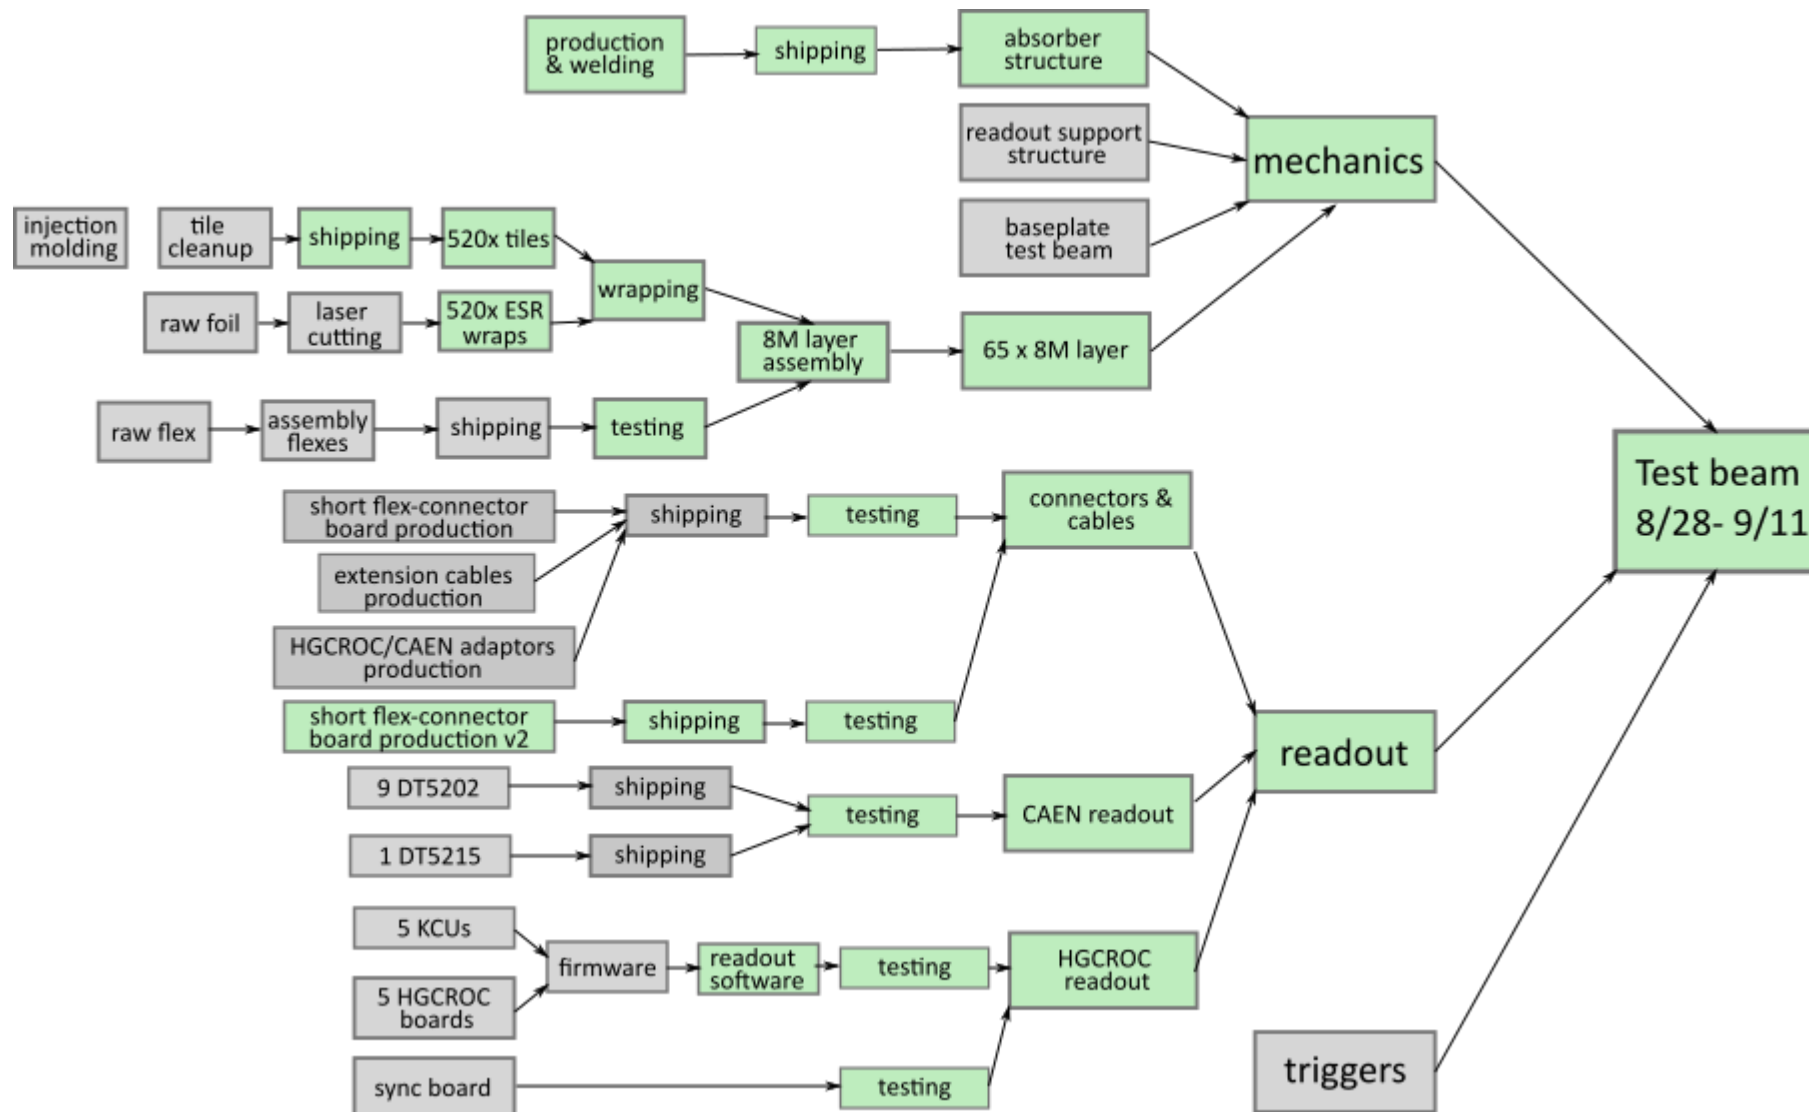 production
& welding
shipping
absorber
structure
readout support
structure
mechanics
baseplate
test beam
injection
molding
tile
cleanup
shipping
520x tiles
wrapping
raw foil
laser
cutting
520x ESR
wraps
8M layer
assembly
65 x 8M layer
raw flex
assembly
flexes
shipping
testing
Test beam
8/28- 9/11
short flex-connector
board production
shipping
testing
connectors &
cables
extension cables
production
HGCROC/CAEN adaptors
production
short flex-connector
board production v2
shipping
testing
readout
9 DT5202
shipping
testing
CAEN readout
1 DT5215
shipping
5 KCUs
firmware
readout
software
testing
HGCROC
readout
5 HGCROC
boards
sync board
testing
triggers